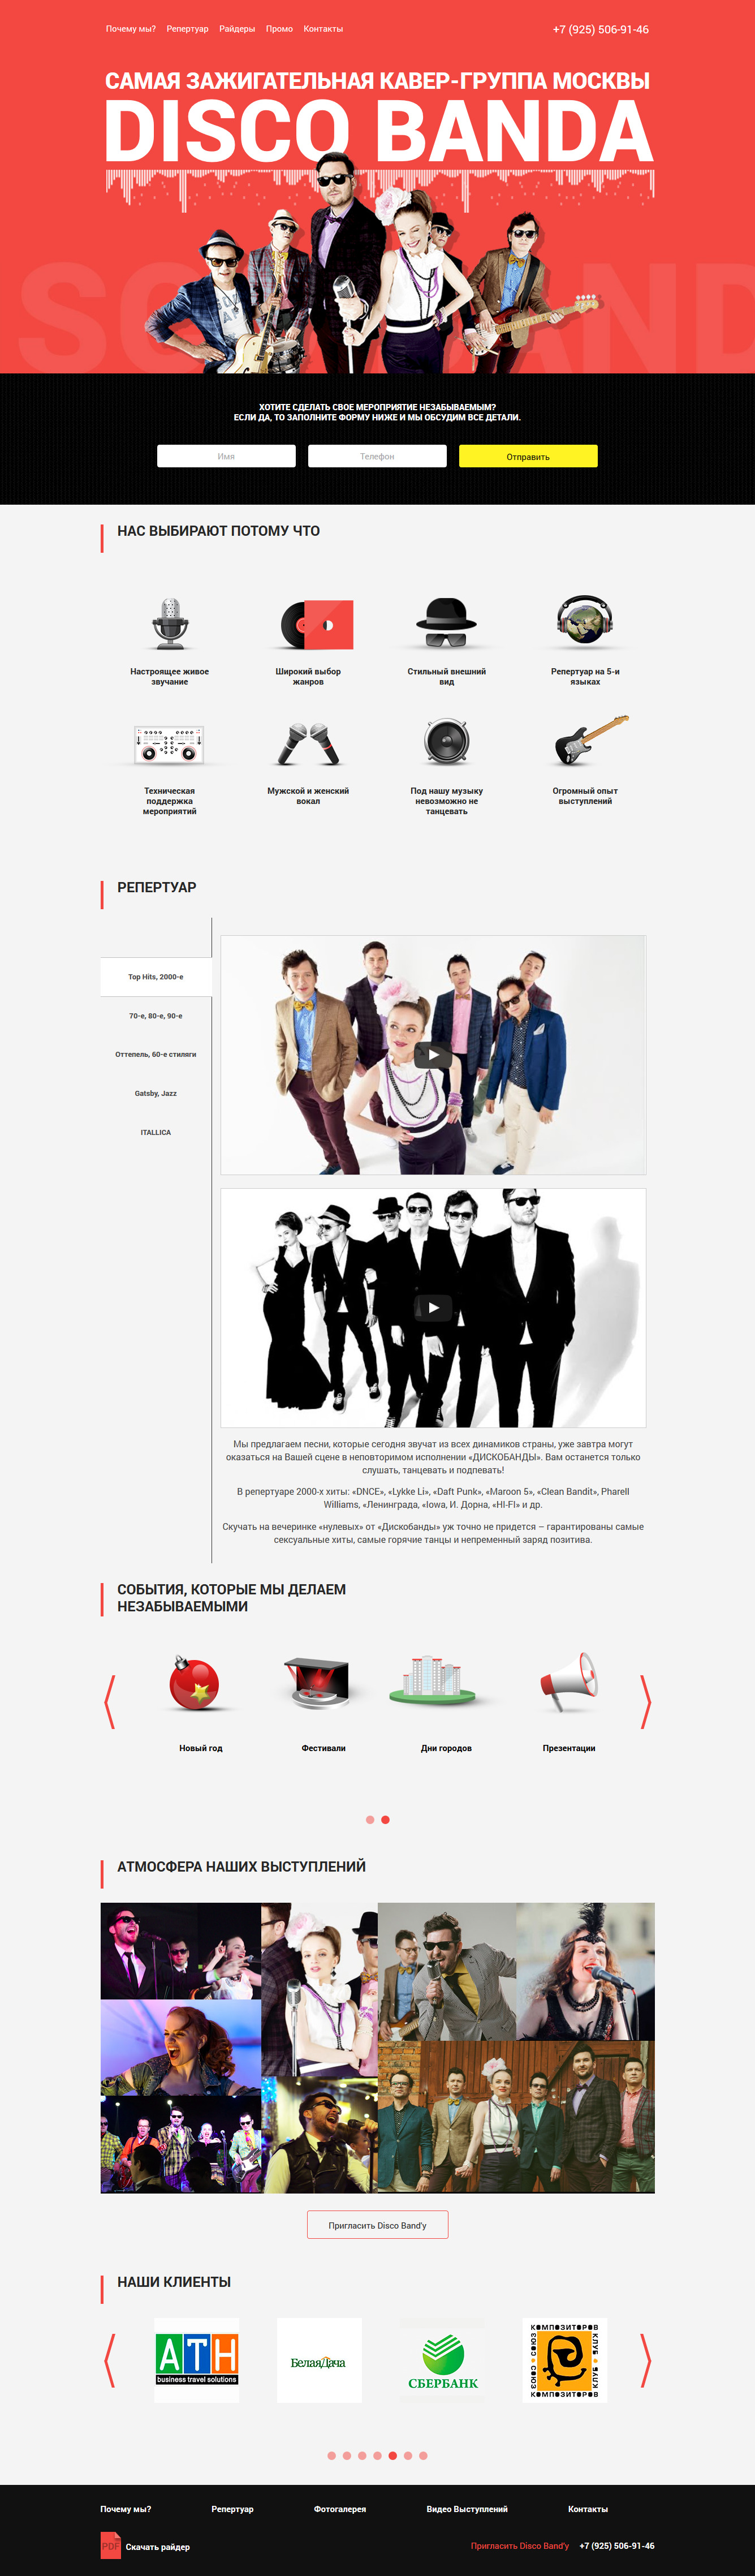 Почему мы? Репертуар Райдеры Промо Контакты +7 (925) 506-91-46
САМАЯ ЗАЖИГАТЕЛЬНАЯ КАВЕР-ГРУППА МОСКВЫ
DISCO BANDA
ХОТИТЕ СДЕЛАТЬ СВОЕ МЕРОПРИЯТИЕ НЕЗАБЫВАЕМЫМ?
ЕСЛИ ДА, ТО ЗАПОЛНИТЕ ФОРМУ НИЖЕ И МЫ ОБСУДИМ ВСЕ ДЕТАЛИ.
Имя Телефон Отправить
НАС ВЫБИРАЮТ ПОТОМУ ЧТО
Настроящее живое
звучание
Широкий выбор
жанров
Стильный внешний
вид
Репертуар на 5-и
языках
Техническая
поддержка
мероприятий
Мужской и женский
вокал
Под нашу музыку
невозможно не
танцевать
Огромный опыт
выступлений
РЕПЕРТУАР
Top Hits, 2000-е
70-е, 80-е, 90-е
Оттепель, 60-е стиляги
Gatsby, Jazz
ITALLICA
Мы предлагаем песни, которые сегодня звучат из всех динамиков страны, уже завтра могут
оказаться на Вашей сцене в неповторимом исполнении «ДИСКОБАНДЫ». Вам останется только
слушать, танцевать и подпевать!
В репертуаре 2000-х хиты: «DNCE», «Lykke Li», «Daft Punk», «Maroon 5», «Clean Bandit», Pharell
Williams, «Ленинграда, «Iowa, И. Дорна, «HI-FI» и др.
Скучать на вечеринке «нулевых» от «Дискобанды» уж точно не придется – гарантированы самые
сексуальные хиты, самые горячие танцы и непременный заряд позитива.
СОБЫТИЯ, КОТОРЫЕ МЫ ДЕЛАЕМ
НЕЗАБЫВАЕМЫМИ
Новый год Фестивали Дни городов Презентации
АТМОСФЕРА НАШИХ ВЫСТУПЛЕНИЙ
Пригласить Disco Band'у
НАШИ КЛИЕНТЫ
АТН
business travel solutions
БелаяДача
СБЕРБАНК
КОМПОЗИТОРОВ
СОЮЗ СОЮЗ
КЛУБ КЛУБ
КОМПОЗИТОРОВ
Почему мы? Репертуар Фотогалерея Видео Выступлений Контакты
PDF Скачать райдер Пригласить Disco Band'у +7 (925) 506-91-46